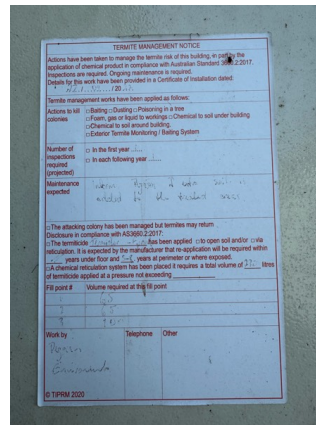 TERMITE MANAGEMENT NOTICE
Actions have been taken to manage the termite risk of this building, in part by the
application of chemical product in compliance with Australian Standard 3660.2:2017.
Inspections are required. Ongoing maintenance is required.
Details for this work have been provided in a Certificate of Installation dated:
/20
Termite management works have been applied as follows:
Actions to kill colonies
□ Baiting □ Dusting □ Poisoning in a tree
□ Foam, gas or liquid to workings □ Chemical to soil under building
□ Chemical to soil around building.
□ Exterior Termite Monitoring / Baiting System
Number of inspections required (projected)
□ In the first year
□ In each following year
Maintenance expected
if
added to the treated
□ The attacking colony has been managed but termites may return
Disclosure in compliance with AS3660.2:2017:
□ The termiticide has been applied □ to open soil and/or □ via
reticulation. It is expected by the manufacturer that re-application will be required within
years under floor and years at perimeter or where exposed.
□ A chemical reticulation system has been placed it requires a total volume of litres
of termiticide applied at a pressure not exceeding
Fill point # Volume required at this fill point
Work by Telephone Other
© TIPRM 2020